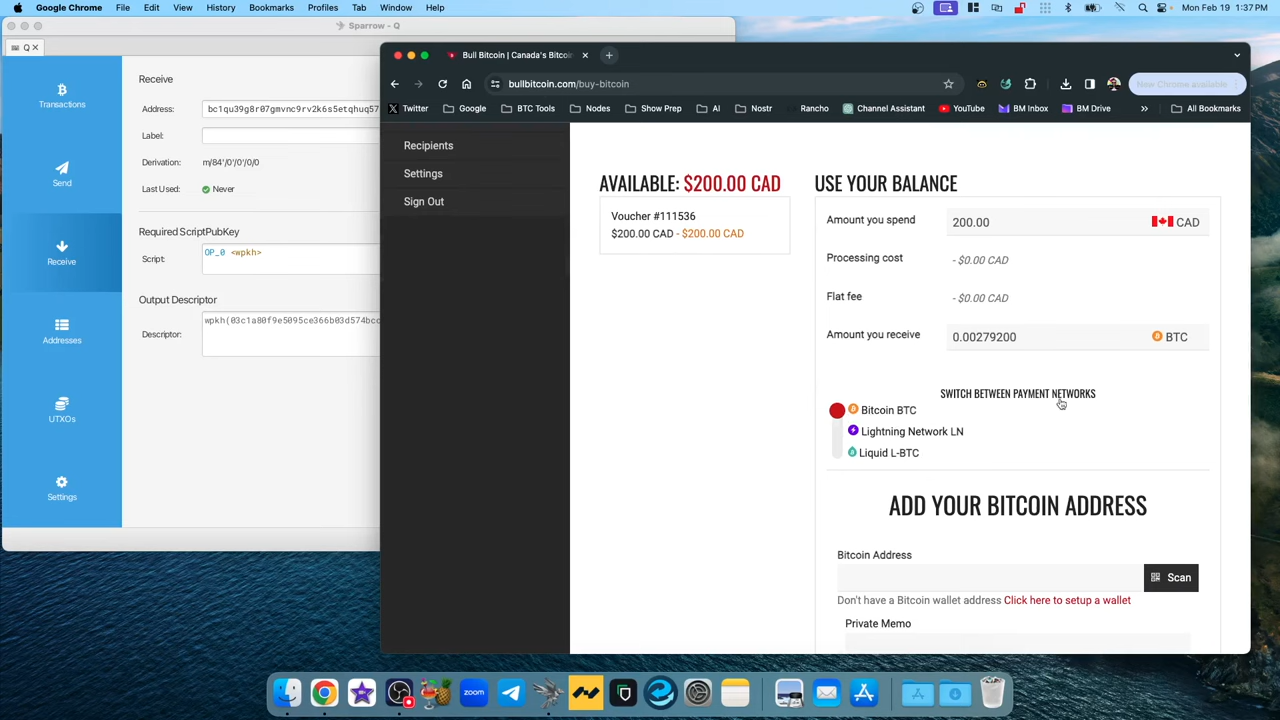 Google Chrome File Edit View History Bookmarks Profiles Tab Window Help Mon Feb 19 1:37 PM
Sparrow - Q
Q
Transactions
Send
Receive
Addresses
UTXOs
Settings
Receive
Address: bc1qu39g8r07gmvnc9rv2k6s5etqhuq57
Label:
Derivation: m/84'/0'/0'/0/0
Last Used: Never
Required ScriptPubKey
Script: OP_0 <wpkh>
Output Descriptor
Descriptor: wpkh(03c1a80f9e5095ce366b03d574bcc
Bull Bitcoin | Canada's Bitcoin
bullbitcoin.com/buy-bitcoin
New Chrome available
Twitter Google BTC Tools Nodes Show Prep AI Nostr Rancho Channel Assistant YouTube BM Inbox BM Drive All Bookmarks
Recipients
Settings
Sign Out
AVAILABLE: $200.00 CAD
Voucher #111536
$200.00 CAD - $200.00 CAD
USE YOUR BALANCE
Amount you spend 200.00 CAD
Processing cost - $0.00 CAD
Flat fee - $0.00 CAD
Amount you receive 0.00279200 BTC
SWITCH BETWEEN PAYMENT NETWORKS
Bitcoin BTC
Lightning Network LN
Liquid L-BTC
ADD YOUR BITCOIN ADDRESS
Bitcoin Address
Scan
Don't have a Bitcoin wallet address Click here to setup a wallet
Private Memo
zoom